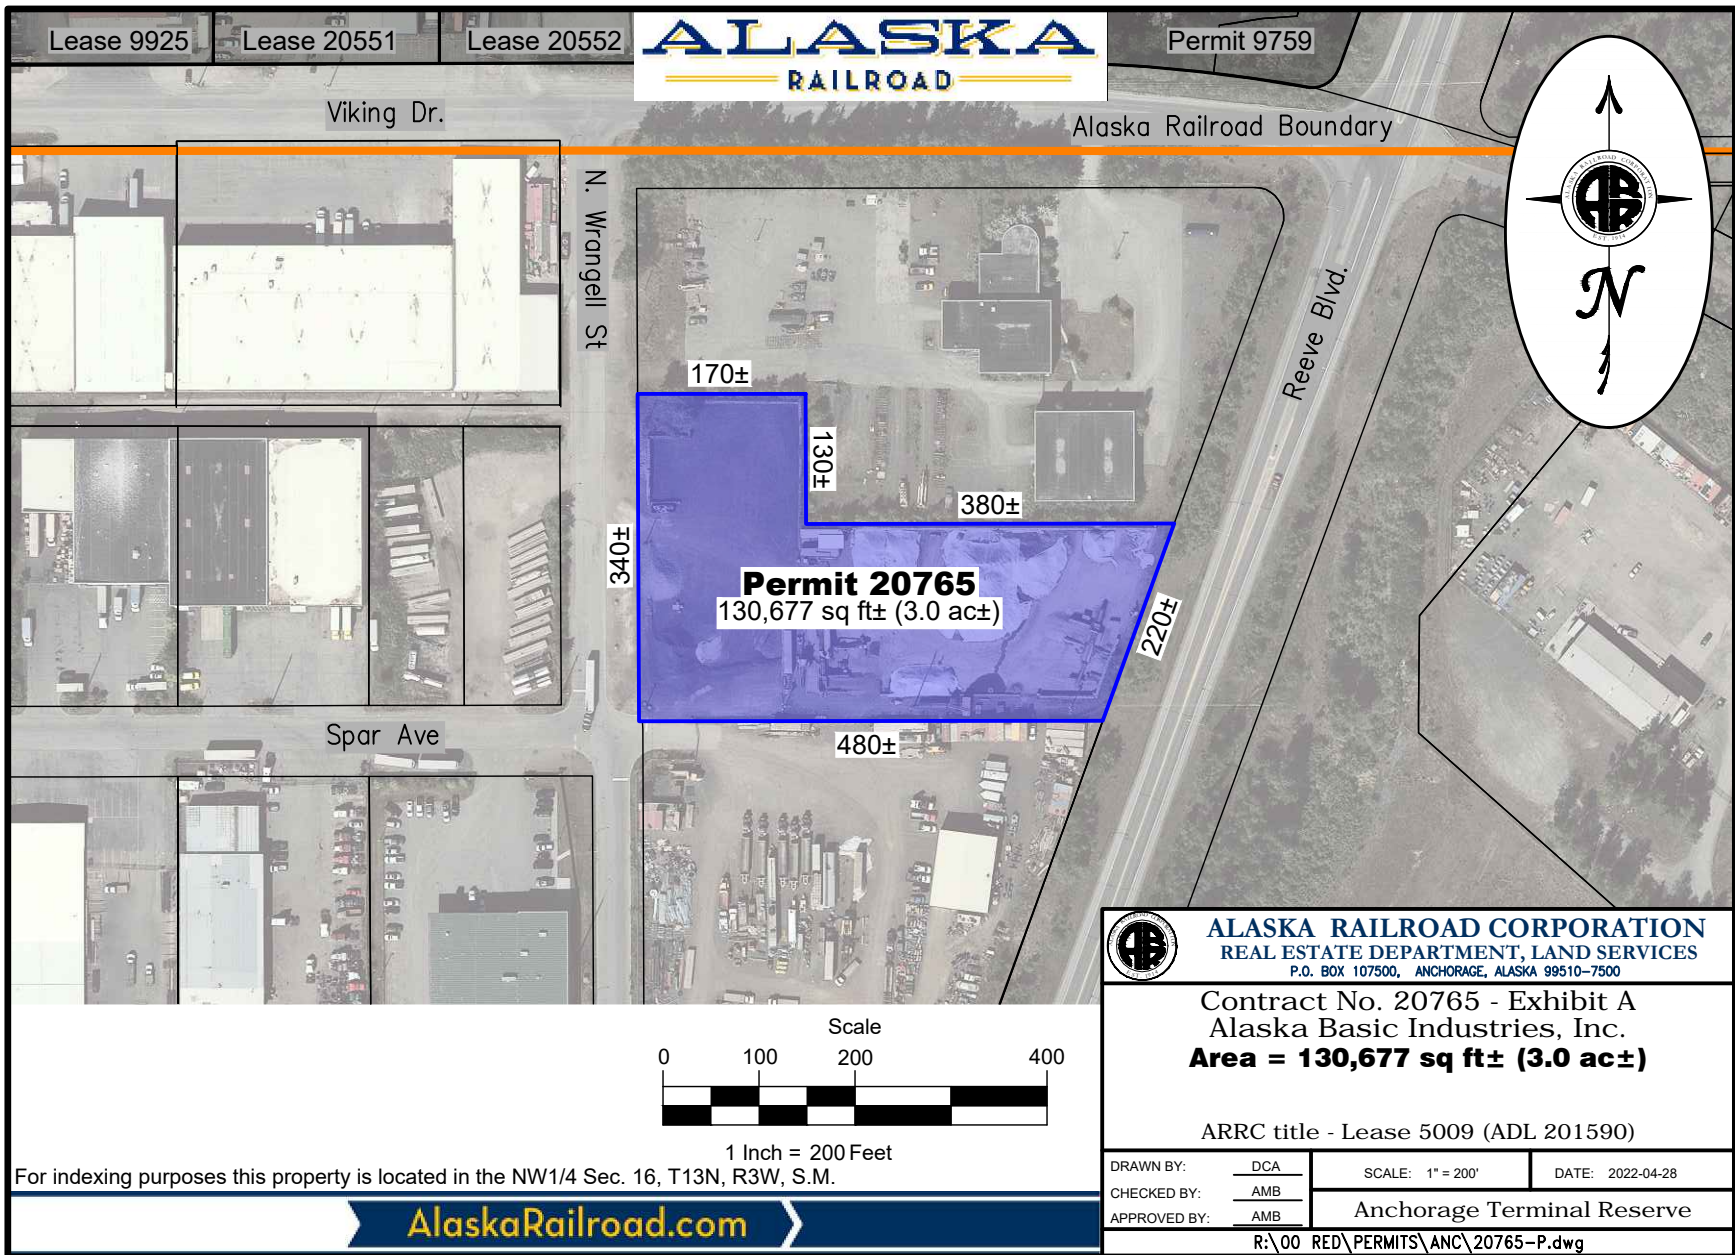 Lease 9925
Lease 20551
Lease 20552
ALASKA
RAILROAD
Permit 9759
Viking Dr.
Alaska Railroad Boundary
N. Wrangell St
Reeve Blvd.
N
170±
130±
380±
340±
Permit 20765
130,677 sq ft± (3.0 ac±)
220±
480±
Spar Ave
Scale
0 100 200 400
1 Inch = 200 Feet
For indexing purposes this property is located in the NW1/4 Sec. 16, T13N, R3W, S.M.
AlaskaRailroad.com
ALASKA RAILROAD CORPORATION
REAL ESTATE DEPARTMENT, LAND SERVICES
P.O. BOX 107500, ANCHORAGE, ALASKA 99510-7500
Contract No. 20765 - Exhibit A
Alaska Basic Industries, Inc.
Area = 130,677 sq ft± (3.0 ac±)
ARRC title - Lease 5009 (ADL 201590)
DRAWN BY: DCA
CHECKED BY: AMB
APPROVED BY: AMB
SCALE: 1" = 200'
DATE: 2022-04-28
Anchorage Terminal Reserve
R:\00 RED\PERMITS\ANC\20765-P.dwg